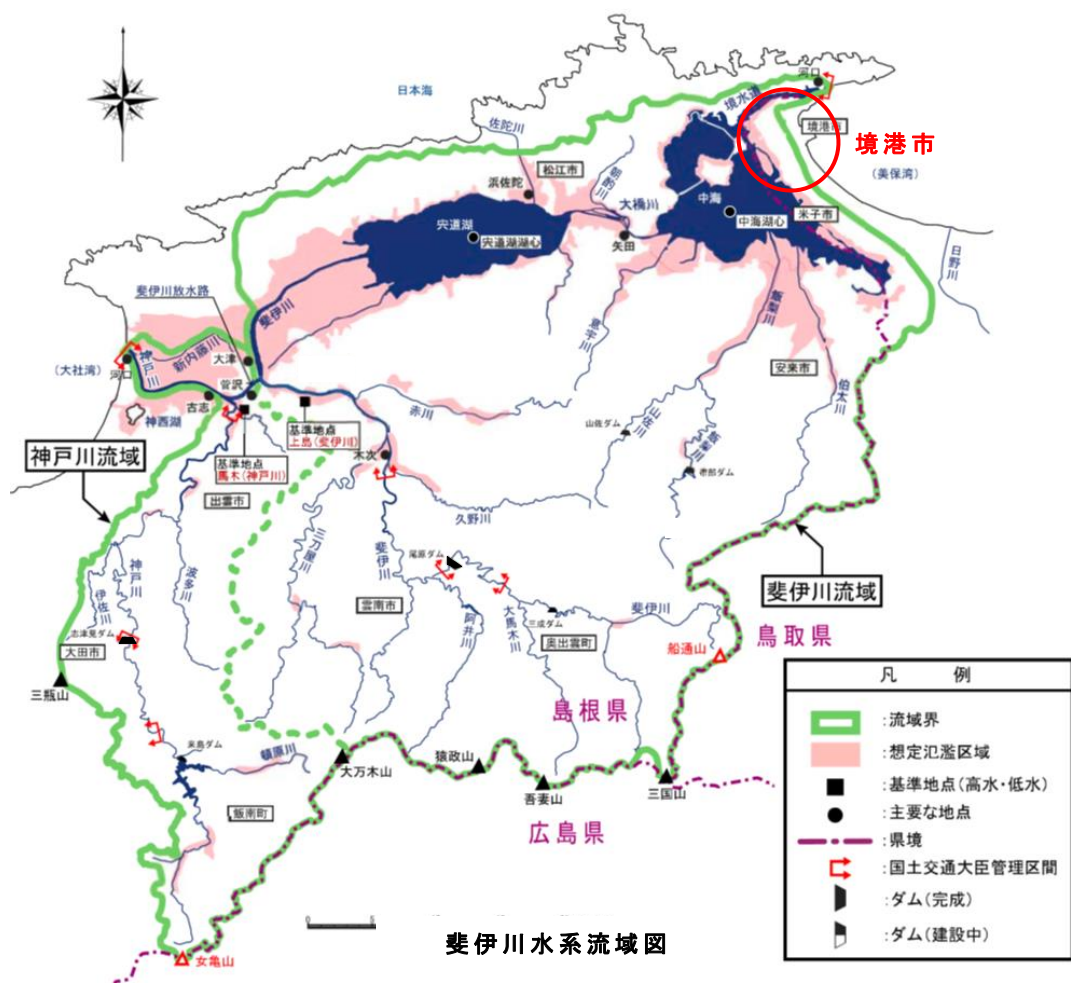 日本海
河口
境水道
境港市
境港市
(美保湾)
佐陀川
松江市
浜佐陀
朝酌川
大橋川
中海
中海湖心
米子市
宍道湖
宍道湖湖心
矢田
日野川
斐伊川放水路
斐伊川
意宇川
飯梨川
安来市
伯太川
新内藤川
大津
神戸川
河口
(大社湾)
菅沢
古志
神西湖
基準地点
上島(斐伊川)
基準地点
馬木(神戸川)
赤川
木次
山佐ダム
山佐川
飯梨川
布部ダム
神戸川流域
出雲市
久野川
三刀屋川
斐伊川
尾原ダム
神戸川
波多川
伊佐川
雲南市
阿井川
大馬木川
三成ダム
斐伊川
奥出雲町
斐伊川流域
鳥取県
船通山
志津見ダム
大田市
三瓶山
島根県
来島ダム
頓原川
大万木山
猿政山
吾妻山
三国山
飯南町
広島県
女亀山
0
5
斐伊川水系流域図
凡 例
:流域界
:想定氾濫区域
:基準地点(高水・低水)
:主要な地点
:県境
:国土交通大臣管理区間
:ダム(完成)
:ダム(建設中)